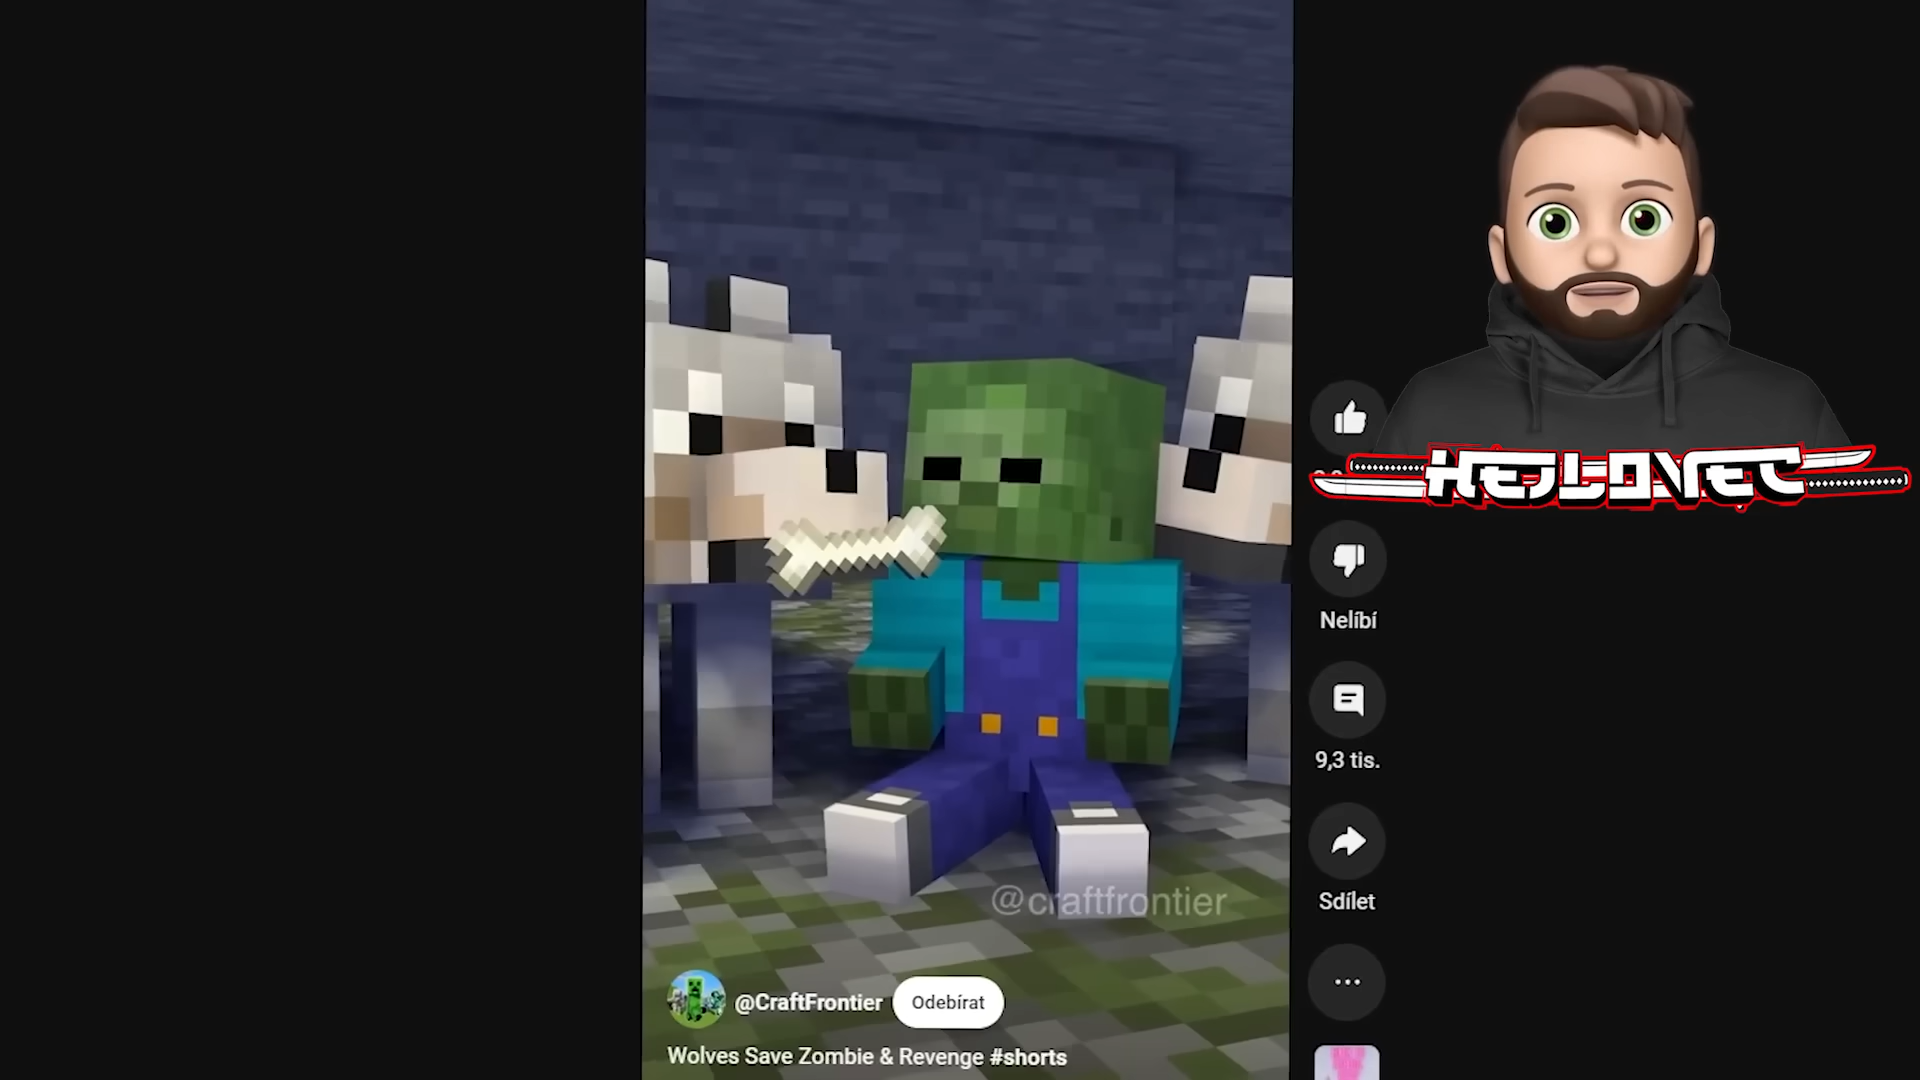 HEJLOVEC
Nelíbí
9,3 tis.
Sdílet
@craftfrontier
@CraftFrontier
Odebírat
Wolves Save Zombie & Revenge #shorts